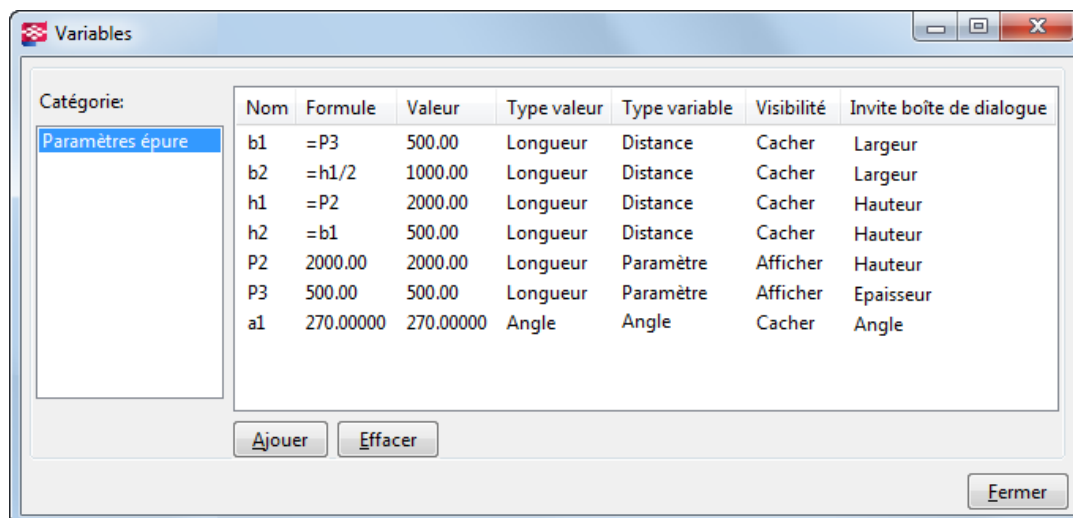 Variables
Catégorie:
Paramètres épure
Nom Formule Valeur Type valeur Type variable Visibilité Invite boîte de dialogue
b1 =P3 500.00 Longueur Distance Cacher Largeur
b2 =h1/2 1000.00 Longueur Distance Cacher Largeur
h1 =P2 2000.00 Longueur Distance Cacher Hauteur
h2 =b1 500.00 Longueur Distance Cacher Hauteur
P2 2000.00 2000.00 Longueur Paramètre Afficher Hauteur
P3 500.00 500.00 Longueur Paramètre Afficher Epaisseur
a1 270.00000 270.00000 Angle Angle Cacher Angle
Ajouer Effacer
Fermer